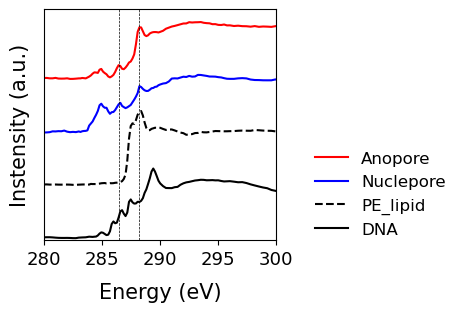 Instensity (a.u.)
280 285 290 295 300
Energy (eV)
Anopore
Nuclepore
PE_lipid
DNA